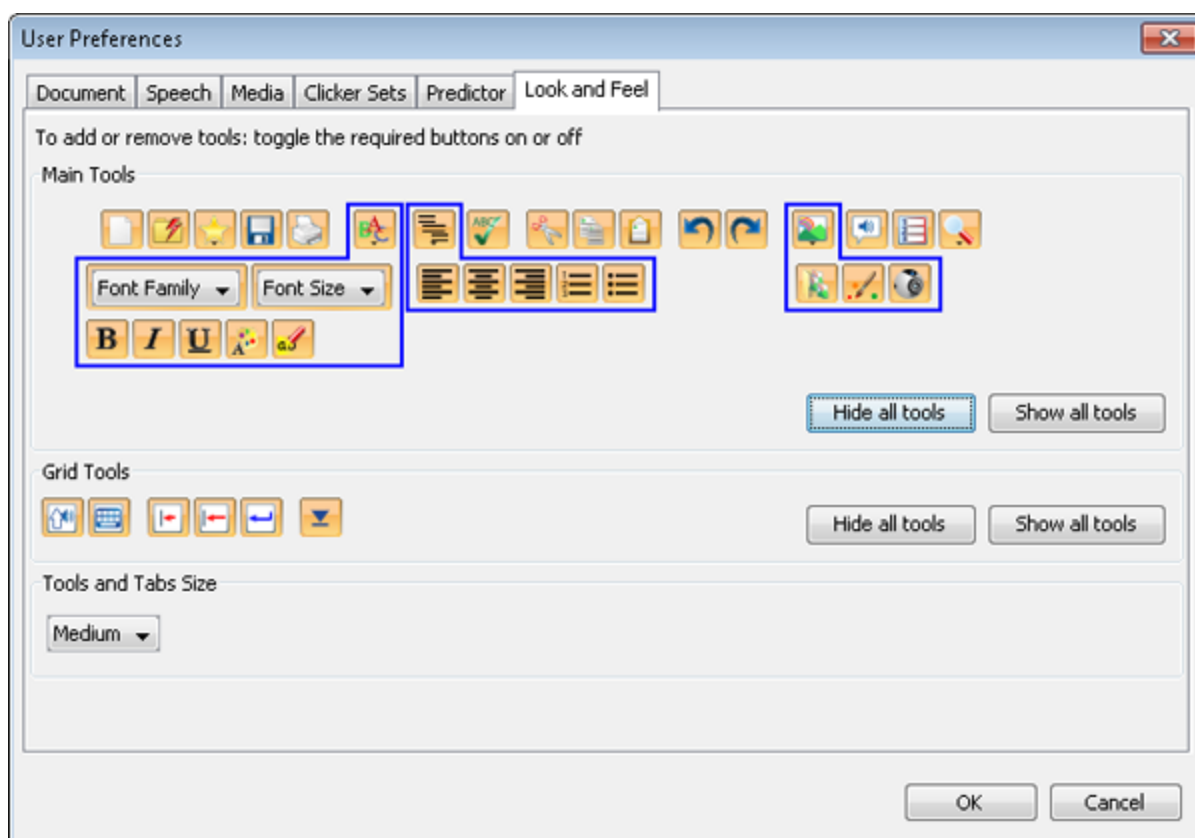 User Preferences
Document Speech Media Clicker Sets Predictor Look and Feel
To add or remove tools: toggle the required buttons on or off
Main Tools
ABC
Font Family Font Size
B I U A
Hide all tools Show all tools
Grid Tools
Hide all tools Show all tools
Tools and Tabs Size
Medium
OK Cancel